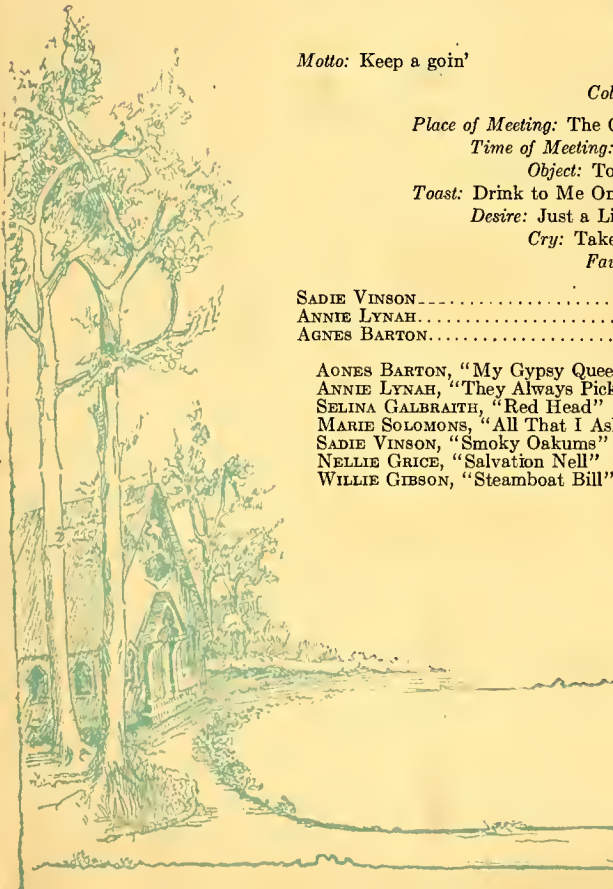 Motto: Keep a goin'
Col
Place of Meeting: The
Time of Meeting:
Object: To
Toast: Drink to Me On
Desire: Just a Li
Cry: Take
Fav
SADIE VINSON
ANNIE LYNAH
AGNES BARTON
AGNES BARTON, "My Gypsy Quee
ANNIE LYNAH, "They Always Pick
SELINA GALBRAITH, "Red Head"
MARIE SOLOMONS, "All That I Ask
SADIE VINSON, "Smoky Oakums"
NELLIE GRICE, "Salvation Nell"
WILLIE GIBSON, "Steamboat Bill"